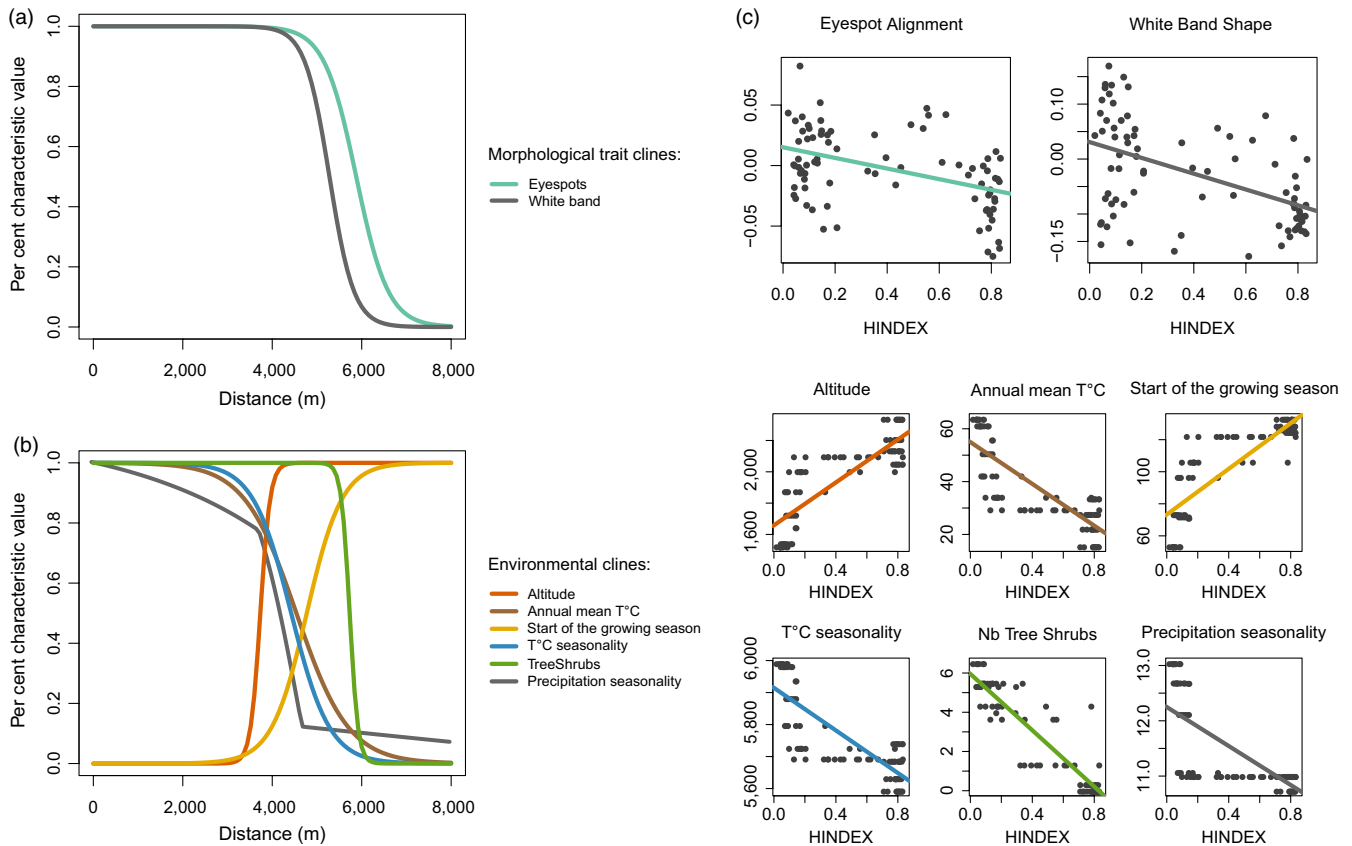 (a)
Per cent characteristic value
1.0
0.8
0.6
0.4
0.2
0.0
0
2,000
4,000
6,000
8,000
Distance (m)
Morphological trait clines:
Eyespots
White band
(b)
Per cent characteristic value
1.0
0.8
0.6
0.4
0.2
0.0
0
2,000
4,000
6,000
8,000
Distance (m)
Environmental clines:
Altitude
Annual mean T°C
Start of the growing season
T°C seasonality
TreeShrubs
Precipitation seasonality
(c)
Eyespot Alignment
0.05
0.00
−0.05
0.0 0.2 0.4 0.6 0.8
HINDEX
White Band Shape
0.10
0.00
−0.15
0.0 0.2 0.4 0.6 0.8
HINDEX
Altitude
2,000
1,600
0.0 0.4 0.8
HINDEX
Annual mean T°C
60
40
20
0.0 0.4 0.8
HINDEX
Start of the growing season
100
60
0.0 0.4 0.8
HINDEX
T°C seasonality
6,000
5,800
5,600
0.0 0.4 0.8
HINDEX
Nb Tree Shrubs
6
4
2
0
0.0 0.4 0.8
HINDEX
Precipitation seasonality
13.0
12.0
11.0
0.0 0.4 0.8
HINDEX